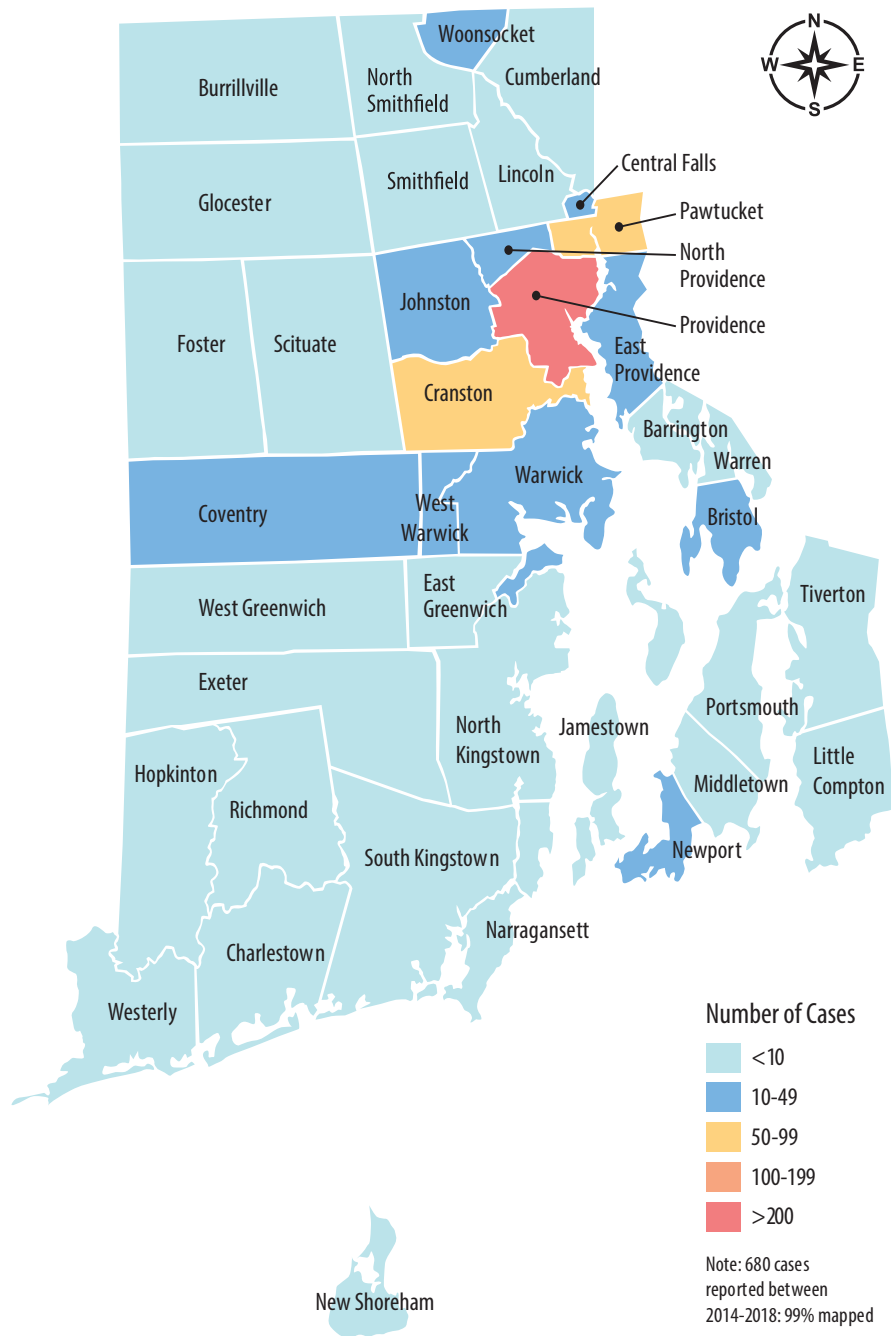 N
W
E
S
Woonsocket
Burrillville
North
Smithfield
Cumberland
Central Falls
Lincoln
Smithfield
Glocester
Pawtucket
North
Providence
Johnston
Providence
Foster
Scituate
East
Providence
Cranston
Barrington
Warren
Warwick
West
Warwick
Coventry
Bristol
East
Greenwich
West Greenwich
Tiverton
Exeter
Portsmouth
North
Kingstown
Jamestown
Little
Compton
Hopkinton
Middletown
Richmond
Newport
South Kingstown
Narragansett
Charlestown
Westerly
Number of Cases
<10
10-49
50-99
100-199
>200
Note: 680 cases
reported between
2014-2018: 99% mapped
New Shoreham